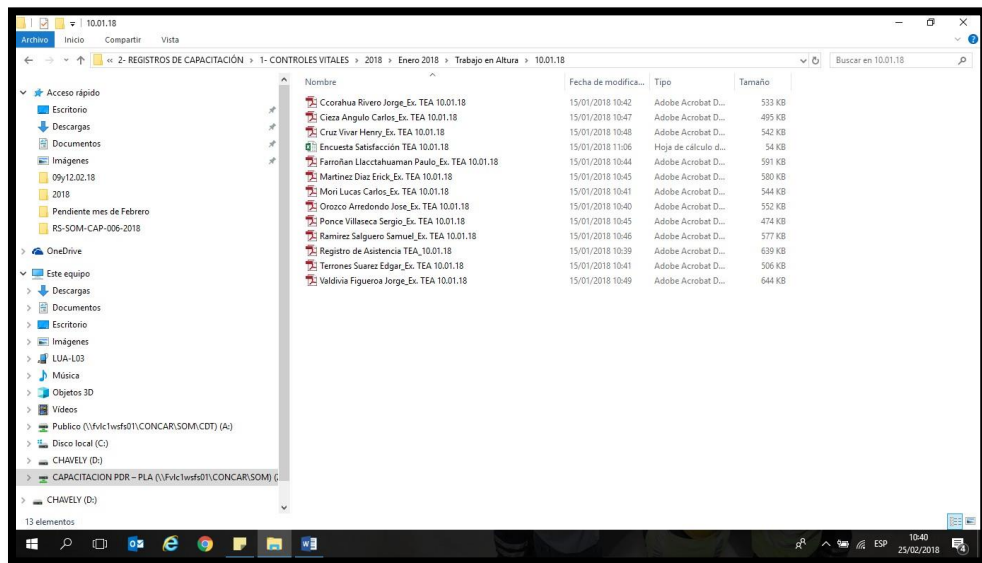 10.01.18
Archivo Inicio Compartir Vista
« 2- REGISTROS DE CAPACITACIÓN › 1- CONTROLES VITALES › 2018 › Enero 2018 › Trabajo en Altura › 10.01.18
Buscar en 10.01.18
Acceso rápido
Escritorio
Descargas
Documentos
Imágenes
09y12.02.18
2018
Pendiente mes de Febrero
RS-SOM-CAP-006-2018
OneDrive
Este equipo
Descargas
Documentos
Escritorio
Imágenes
LUA-L03
Música
Objetos 3D
Vídeos
Publico (\\fvlc1wsfs01\CONCAR\SOM\CDT) (A:)
Disco local (C:)
CHAVELY (D:)
CAPACITACION PDR – PLA (\\Fvlc1wsfs01\CONCAR\SOM)
CHAVELY (D:)
Nombre Fecha de modifica... Tipo Tamaño
Ccorahua Rivero Jorge_Ex. TEA 10.01.18 15/01/2018 10:42 Adobe Acrobat D... 533 KB
Cieza Angulo Carlos_Ex. TEA 10.01.18 15/01/2018 10:47 Adobe Acrobat D... 495 KB
Cruz Vivar Henry_Ex. TEA 10.01.18 15/01/2018 10:48 Adobe Acrobat D... 542 KB
Encuesta Satisfacción TEA 10.01.18 15/01/2018 11:06 Hoja de cálculo d... 54 KB
Farroñan Llacctahuaman Paulo_Ex. TEA 10.01.18 15/01/2018 10:44 Adobe Acrobat D... 591 KB
Martinez Diaz Erick_Ex. TEA 10.01.18 15/01/2018 10:45 Adobe Acrobat D... 580 KB
Mori Lucas Carlos_Ex. TEA 10.01.18 15/01/2018 10:41 Adobe Acrobat D... 544 KB
Orozco Arredondo Jose_Ex. TEA 10.01.18 15/01/2018 10:40 Adobe Acrobat D... 552 KB
Ponce Villaseca Sergio_Ex. TEA 10.01.18 15/01/2018 10:45 Adobe Acrobat D... 474 KB
Ramirez Salguero Samuel_Ex. TEA 10.01.18 15/01/2018 10:46 Adobe Acrobat D... 577 KB
Registro de Asistencia TEA_10.01.18 15/01/2018 10:39 Adobe Acrobat D... 639 KB
Terrones Suarez Edgar_Ex. TEA 10.01.18 15/01/2018 10:41 Adobe Acrobat D... 506 KB
Valdivia Figueroa Jorge_Ex. TEA 10.01.18 15/01/2018 10:49 Adobe Acrobat D... 644 KB
13 elementos
ESP
10:40
25/02/2018
4